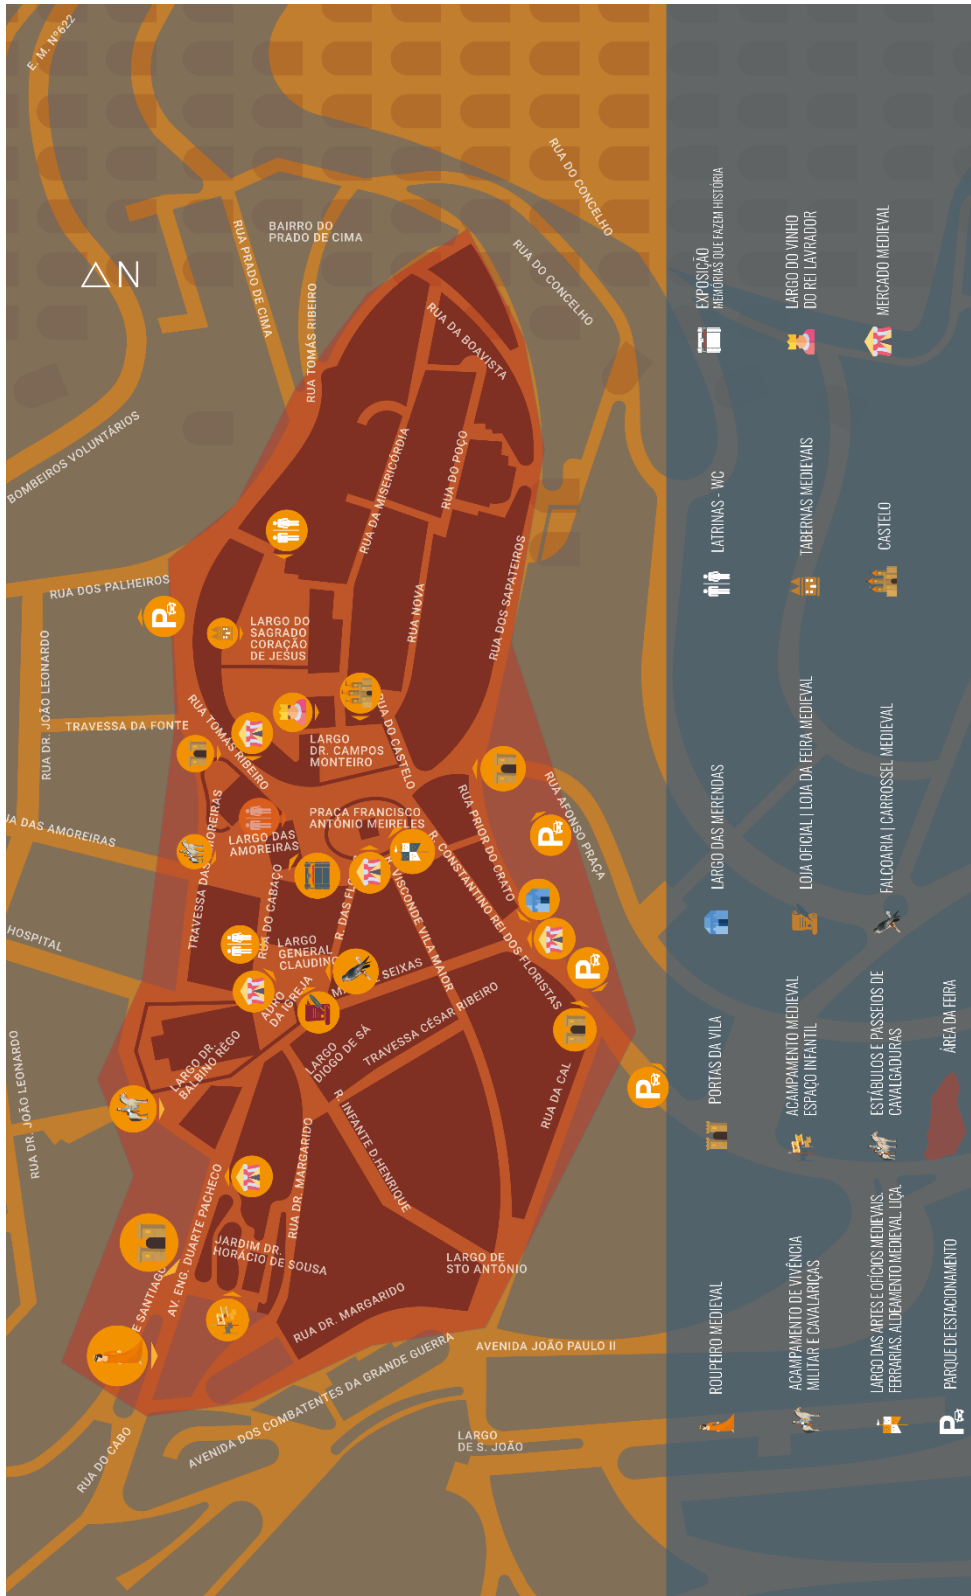 E. M. Nº622
BOMBEIROS VOLUNTÁRIOS
N
BAIRRO DO
PRADO DE CIMA
RUA PRADO DE CIMA
RUA TOMÁS RIBEIRO
RUA DO CONCELHO
RUA DO CONCELHO
RUA DA BOAVISTA
RUA DA MISERICÓRDIA
RUA DO POÇO
RUA DOS PALHEIROS
RUA DR. JOÃO LEONARDO
TRAVESSA DA FONTE
P
LARGO DO
SAGRADO
CORAÇÃO
DE JESUS
RUA NOVA
RUA DOS SAPATEIROS
RUA TOMÁS RIBEIRO
LARGO
DR. CAMPOS
MONTEIRO
RUA DO CASTELO
DAS AMOREIRAS
TRAVESSA DAS AMOREIRAS
LARGO DAS
AMOREIRAS
PRAÇA FRANCISCO
ANTÓNIO MEIRELES
RUA PRIOR DO CRATO
RUA AFONSO PRAÇA
P
HOSPITAL
RUA DO CABAÇO
R. DAS
VISCONDE VILA MAIOR
R. CONSTANTINO REI DOS FLORISTAS
LARGO
GENERAL
CLAUDINO
SEIXAS
P
RUA DR. JOÃO LEONARDO
LARGO DR.
BALBINO RÊGO
ADRO
DA IGREJA
LARGO
DIOGO DE SÁ
TRAVESSA CÉSAR RIBEIRO
P
RUA DA CAL
R. INFANTE D.HENRIQUE
RUA DR. MARGARIDO
AV. ENG. DUARTE PACHECO
E SANTIAGO
JARDIM DR.
HORÁCIO DE SOUSA
LARGO DE
STO ANTÓNIO
RUA DR. MARGARIDO
AVENIDA DOS COMBATENTES DA GRANDE GUERRA
AVENIDA JOÃO PAULO II
RUA DO CABO
LARGO
DE S. JOÃO
ROUPEIRO MEDIEVAL
ACAMPAMENTO DE VIVÊNCIA
MILITAR E CAVALARIÇAS
LARGO DAS ARTES E OFÍCIOS MEDIEVAIS.
FERRARIAS. ALDEAMENTO MEDIEVAL. LIÇA.
P PARQUE DE ESTACIONAMENTO
PORTAS DA VILA
ACAMPAMENTO MEDIEVAL
ESPAÇO INFANTIL
ESTÁBULOS E PASSEIOS DE
CAVALGADURAS
ÁREA DA FEIRA
LARGO DAS MERENDAS
LOJA OFICIAL | LOJA DA FEIRA MEDIEVAL
FALCOARIA | CARROSSEL MEDIEVAL
LATRINAS - WC
TABERNAS MEDIEVAIS
CASTELO
EXPOSIÇÃO
MEMÓRIAS QUE FAZEM HISTÓRIA
LARGO DO VINHO
DO REI LAVRADOR
MERCADO MEDIEVAL